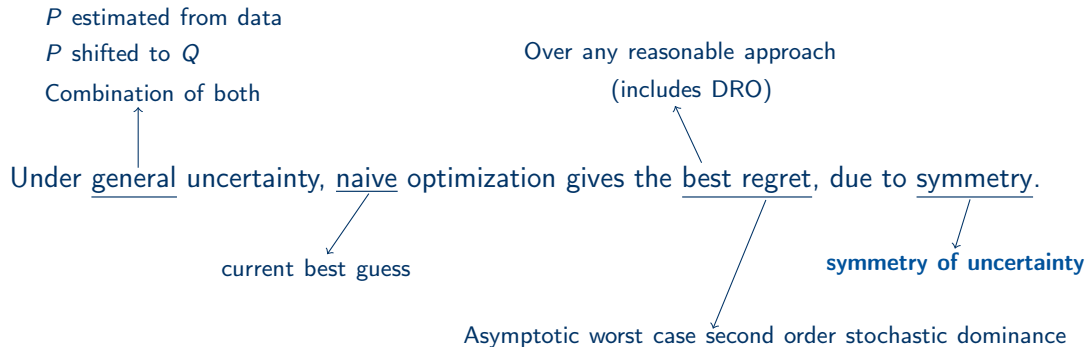 P estimated from data
P shifted to Q
Combination of both
Over any reasonable approach
(includes DRO)
Under general uncertainty, naive optimization gives the best regret, due to symmetry.
current best guess
symmetry of uncertainty
Asymptotic worst case second order stochastic dominance